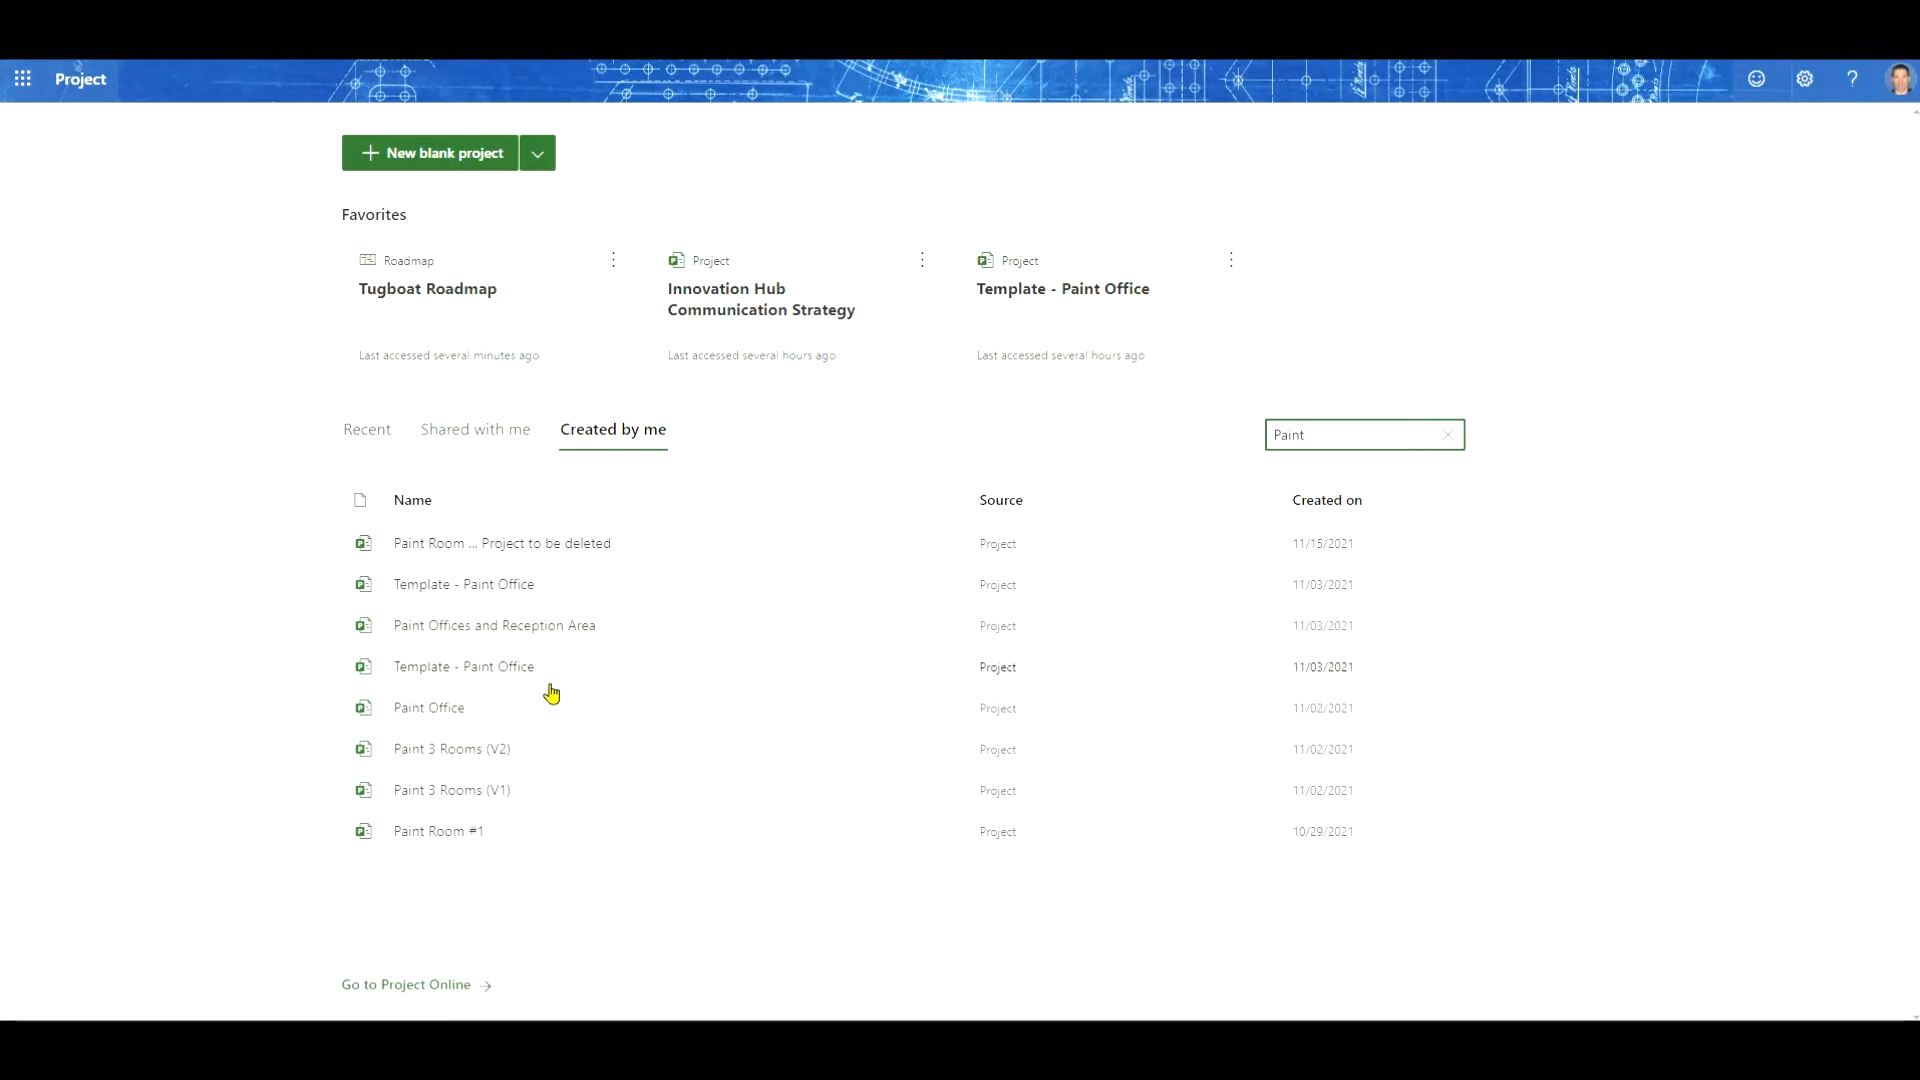 Project
New blank project
Favorites
Roadmap
Tugboat Roadmap
Last accessed several minutes ago
Project
Innovation Hub
Communication Strategy
Last accessed several hours ago
Project
Template - Paint Office
Last accessed several hours ago
Recent Shared with me Created by me
Paint
Name Source Created on
Paint Room ... Project to be deleted Project 11/15/2021
Template - Paint Office Project 11/03/2021
Paint Offices and Reception Area Project 11/03/2021
Template - Paint Office Project 11/03/2021
Paint Office Project 11/02/2021
Paint 3 Rooms (V2) Project 11/02/2021
Paint 3 Rooms (V1) Project 11/02/2021
Paint Room #1 Project 10/29/2021
Go to Project Online